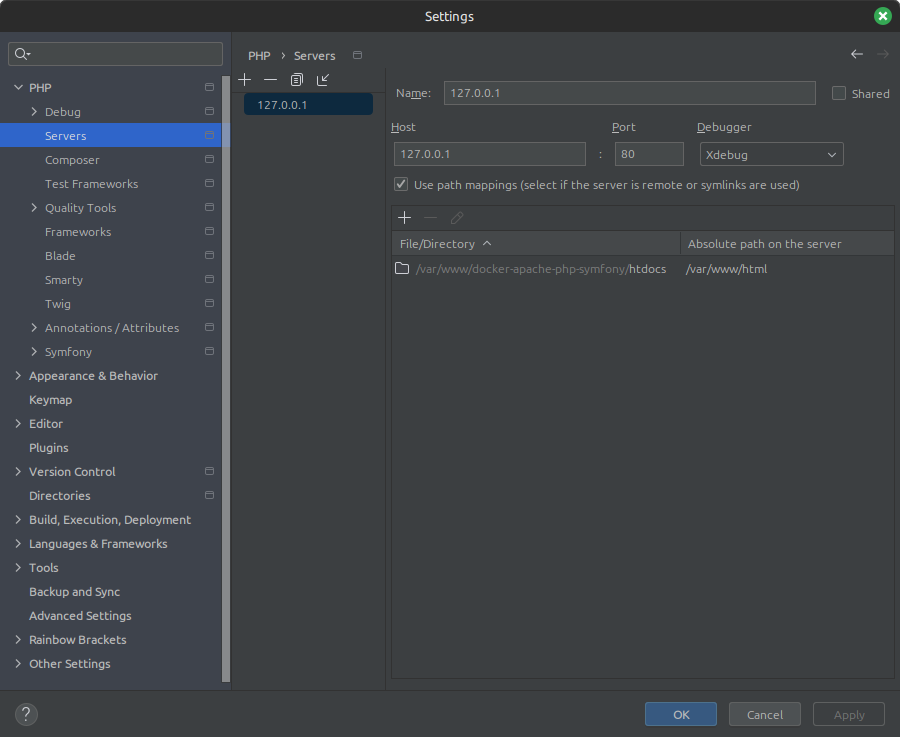 Settings
PHP › Servers
PHP
Debug
Servers
Composer
Test Frameworks
Quality Tools
Frameworks
Blade
Smarty
Twig
Annotations / Attributes
Symfony
Appearance & Behavior
Keymap
Editor
Plugins
Version Control
Directories
Build, Execution, Deployment
Languages & Frameworks
Tools
Backup and Sync
Advanced Settings
Rainbow Brackets
Other Settings
127.0.0.1
Name: 127.0.0.1 Shared
Host Port Debugger
127.0.0.1 : 80 Xdebug
Use path mappings (select if the server is remote or symlinks are used)
File/Directory Absolute path on the server
/var/www/docker-apache-php-symfony/htdocs /var/www/html
? OK Cancel Apply